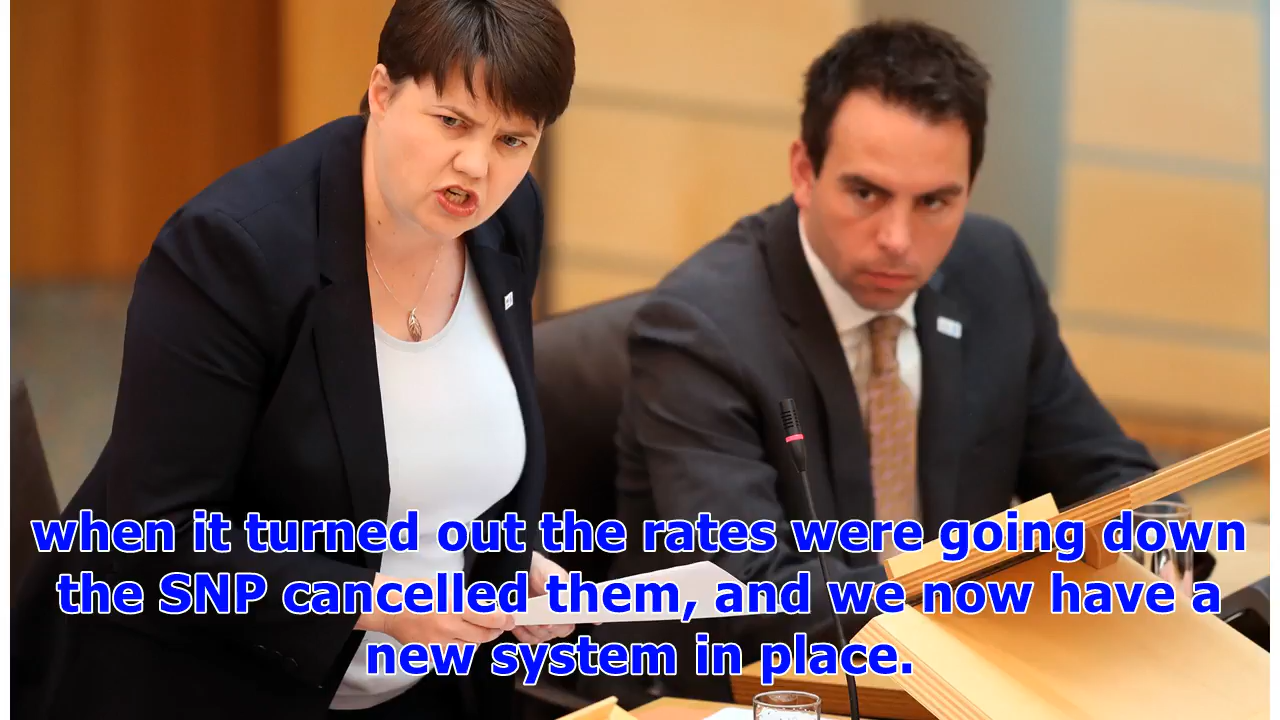 when it turned out the rates were going down
the SNP cancelled them, and we now have a
new system in place.